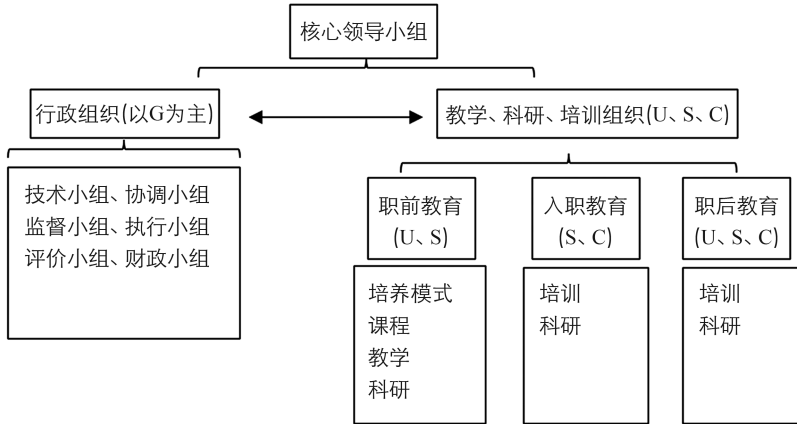 核心领导小组
行政组织(以G为主)
教学、科研、培训组织(U、S、C)
技术小组、协调小组
监督小组、执行小组
评价小组、财政小组
职前教育
(U、S)
培养模式
课程
教学
科研
入职教育
(S、C)
培训
科研
职后教育
(U、S、C)
培训
科研